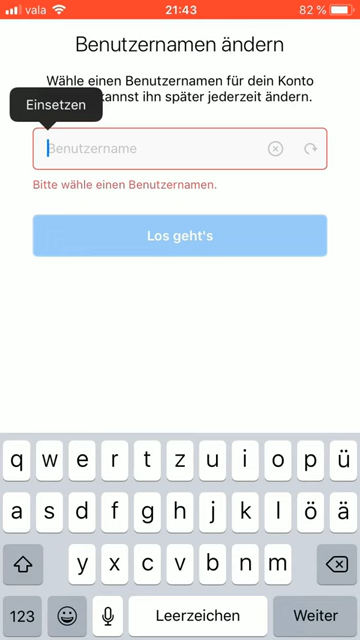 vala 21:43 82 %
Benutzernamen ändern
Wähle einen Benutzernamen für dein Konto
kannst ihn später jederzeit ändern.
Einsetzen
Benutzername
Bitte wähle einen Benutzernamen.
Los geht's
q w e r t z u i o p ü
a s d f g h j k l ö ä
y x c v b n m
123 Leerzeichen Weiter